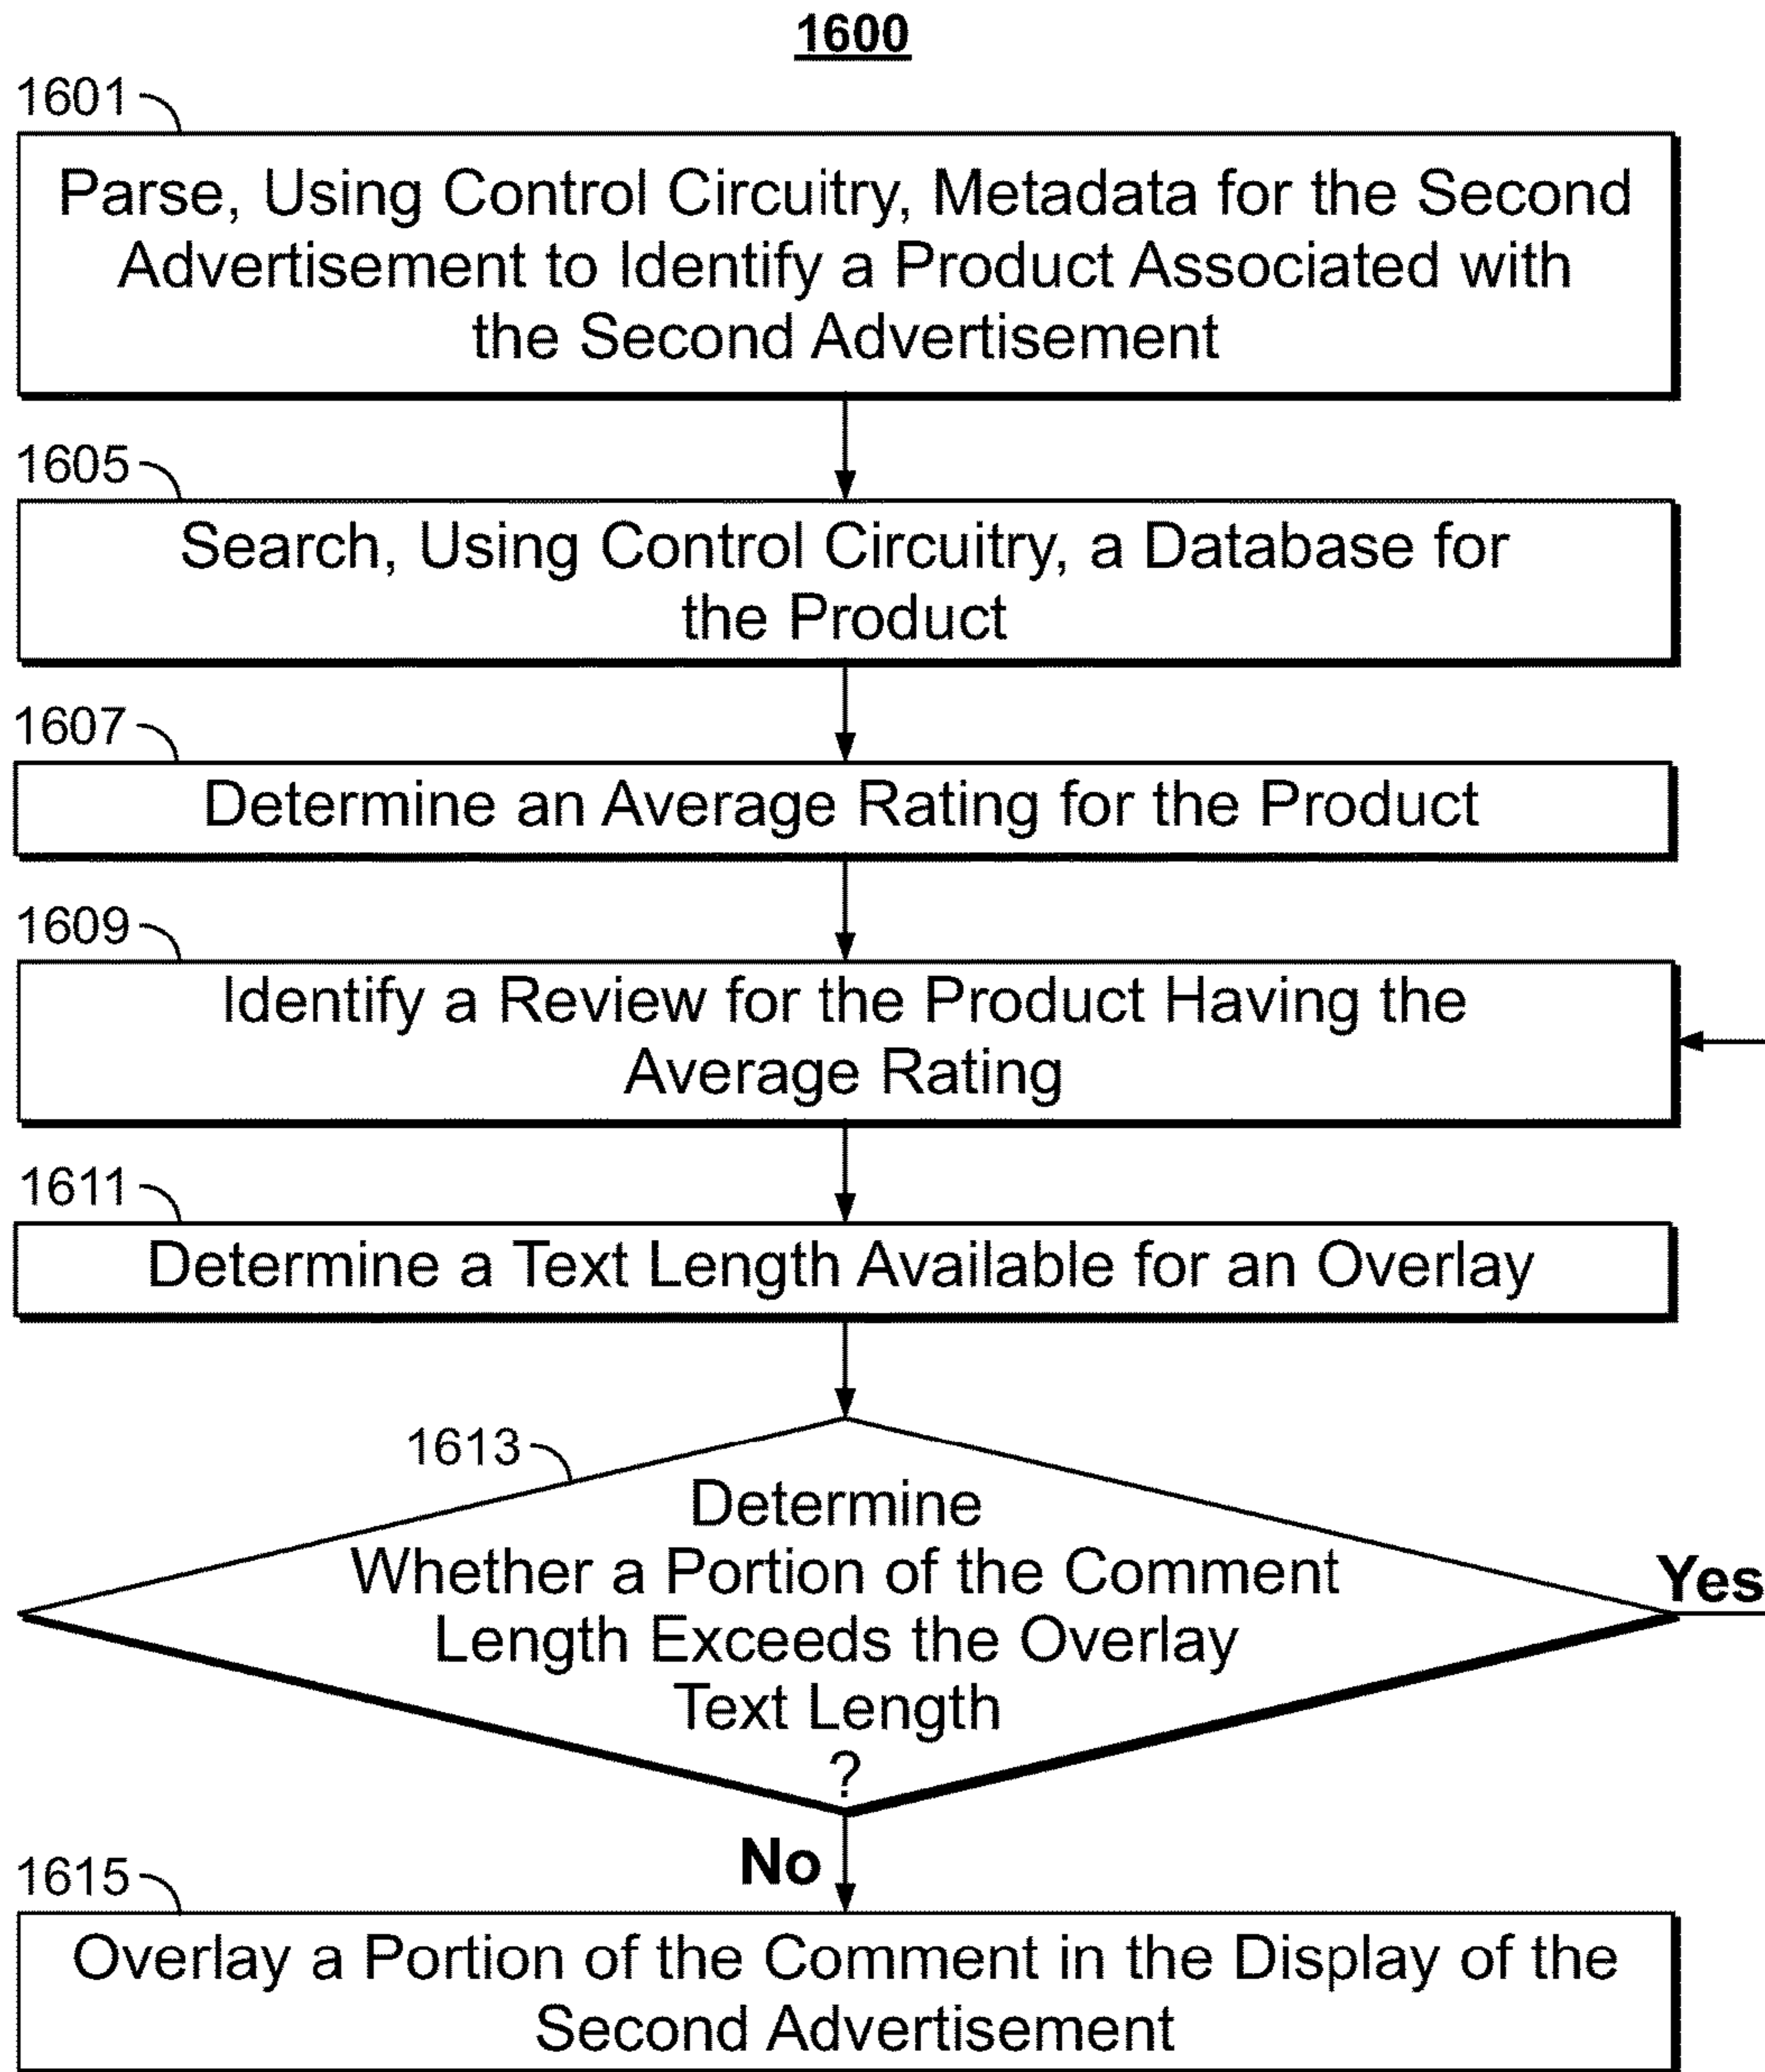 1600
1601
Parse, Using Control Circuitry, Metadata for the Second
Advertisement to Identify a Product Associated with
the Second Advertisement
1605
Search, Using Control Circuitry, a Database for
the Product
1607
Determine an Average Rating for the Product
1609
Identify a Review for the Product Having the
Average Rating
1611
Determine a Text Length Available for an Overlay
1613
Determine
Whether a Portion of the Comment
Length Exceeds the Overlay
Text Length
?
Yes
No
1615
Overlay a Portion of the Comment in the Display of the
Second Advertisement